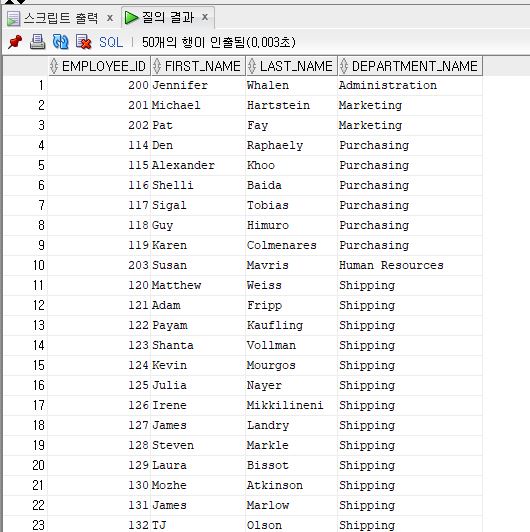 스크립트 출력 x 질의 결과 x
SQL | 50개의 행이 인출됨(0,003초)
EMPLOYEE_ID FIRST_NAME LAST_NAME DEPARTMENT_NAME
1 200 Jennifer Whalen Administration
2 201 Michael Hartstein Marketing
3 202 Pat Fay Marketing
4 114 Den Raphaely Purchasing
5 115 Alexander Khoo Purchasing
6 116 Shelli Baida Purchasing
7 117 Sigal Tobias Purchasing
8 118 Guy Himuro Purchasing
9 119 Karen Colmenares Purchasing
10 203 Susan Mavris Human Resources
11 120 Matthew Weiss Shipping
12 121 Adam Fripp Shipping
13 122 Payam Kaufling Shipping
14 123 Shanta Vollman Shipping
15 124 Kevin Mourgos Shipping
16 125 Julia Nayer Shipping
17 126 Irene Mikkilineni Shipping
18 127 James Landry Shipping
19 128 Steven Markle Shipping
20 129 Laura Bissot Shipping
21 130 Mozhe Atkinson Shipping
22 131 James Marlow Shipping
23 132 TJ Olson Shipping